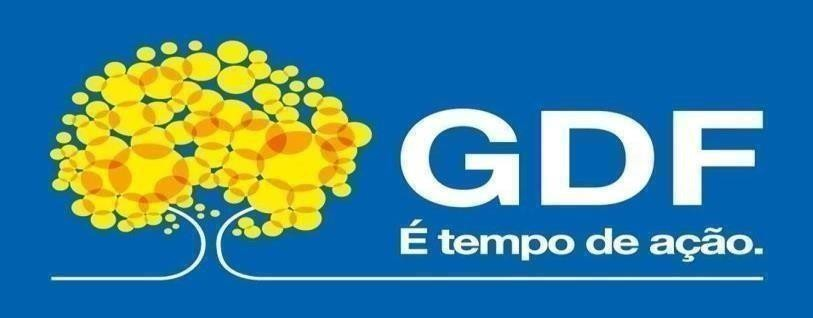 GDF
É tempo de ação.